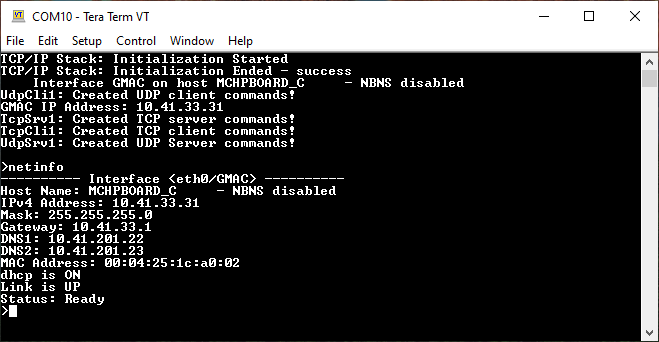 COM10 - Tera Term VT
File Edit Setup Control Window Help
TCP/IP Stack: Initialization Started
TCP/IP Stack: Initialization Ended - success
    Interface GMAC on host MCHPBOARD_C     - NBNS disabled
UdpCli1: Created UDP client commands!
GMAC IP Address: 10.41.33.31
TcpSrv1: Created TCP server commands!
TcpCli1: Created TCP client commands!
UdpSrv1: Created UDP Server commands!

>netinfo
---------- Interface <eth0/GMAC> ----------
Host Name: MCHPBOARD_C     - NBNS disabled
IPv4 Address: 10.41.33.31
Mask: 255.255.255.0
Gateway: 10.41.33.1
DNS1: 10.41.201.22
DNS2: 10.41.201.23
MAC Address: 00:04:25:1c:a0:02
dhcp is ON
Link is UP
Status: Ready
>